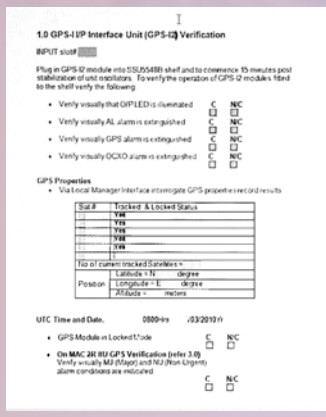 1.0 GPS-I I/P Interface Unit (GPS-I2) Verification
INPUT slot#
Plug in GPS-I2 module into SSU554BB shelf and to commence 15 minutes post
stabilization of unit oscillators. To verify the operation of GPS-I2 modules fitted
to the shelf verify the following:
• Verify visually that O/P LED is illuminated C N/C
• Verify visually AL alarm is extinguished C N/C
• Verify visually GPS alarm is extinguished C N/C
• Verify visually OCXO alarm is extinguished C N/C
GPS Properties
• Via Local Manager Interface interrogate GPS properties record results
Sat # Tracked & Locked Status
Yes
Yes
Yes
Yes
Yes
No of current tracked Satellites =
Position Latitude = N degree
Longitude = E degree
Altitude = meters
UTC Time and Date. 0800Hrs /03/2010
• GPS Module in Locked Mode C N/C
• On MAC 2R 8U GPS Verification (refer 3.0)
Verify visually MJ (Major) and NU (Non-Urgent)
alarm conditions are indicated
C N/C